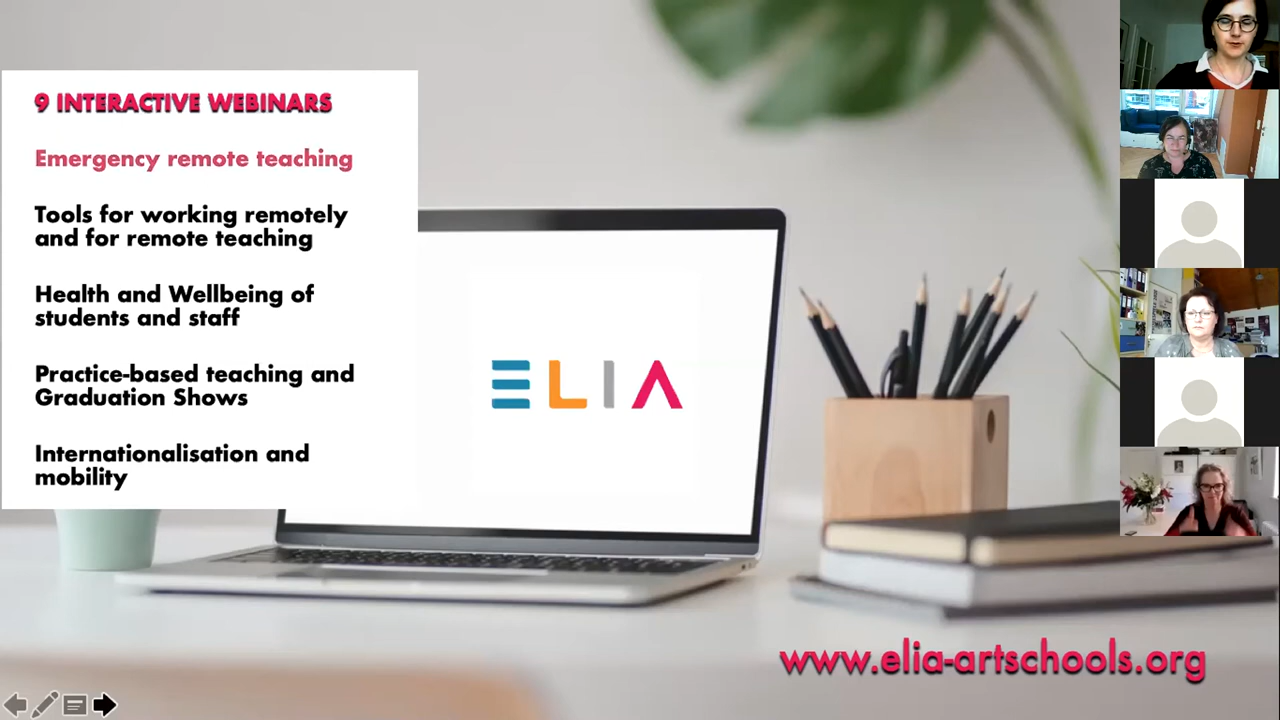 9 INTERACTIVE WEBINARS
Emergency remote teaching
Tools for working remotely
and for remote teaching
Health and Wellbeing of
students and staff
Practice-based teaching and
Graduation Shows
Internationalisation and
mobility
ELIA
www.elia-artschools.org